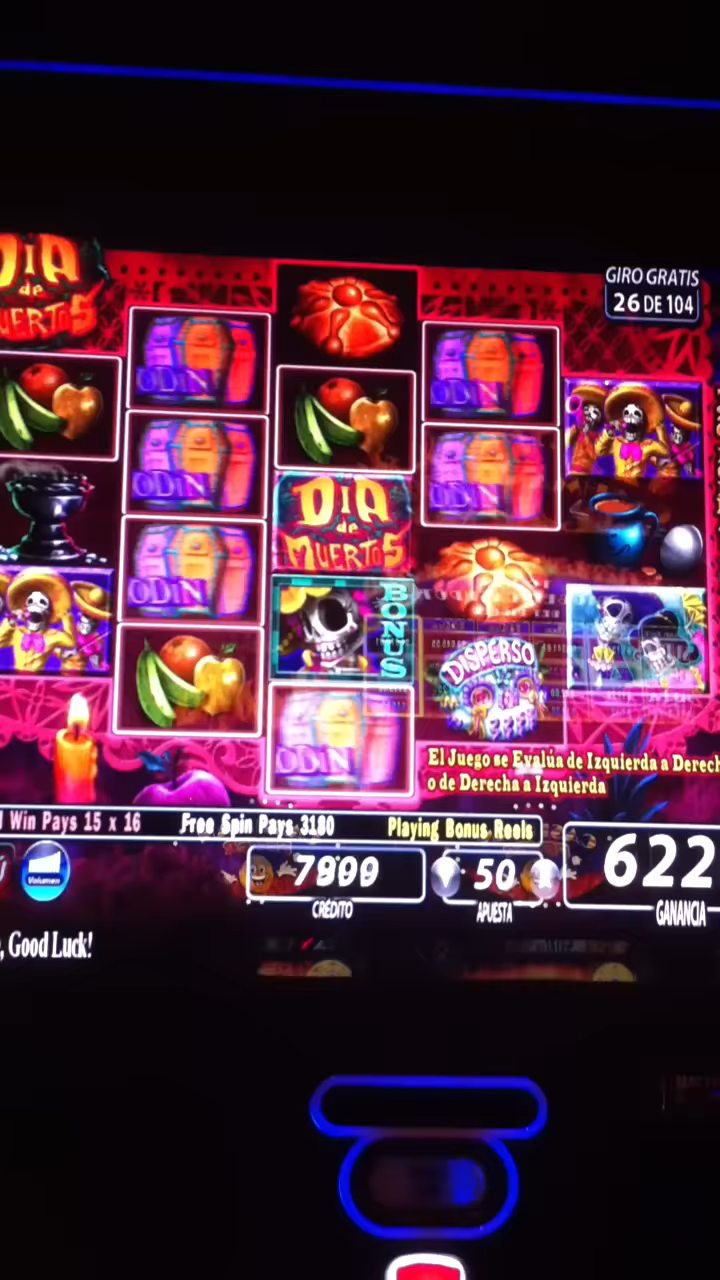 DiA
de
MUERTOS
GIRO GRATIS
26 DE 104
ODIN
ODIN
ODIN
ODIN
ODIN
DiA
de
MUERTOS
BONUS
DISPERSO
ODIN
El Juego se Evalúa de Izquierda a Derech
o de Derecha a Izquierda
Win Pays 15 x 16
Free Spin Pays 3180
Playing Bonus Reels
Volumen
50
622
CRÉDITO
APUESTA
GANANCIA
, Good Luck!